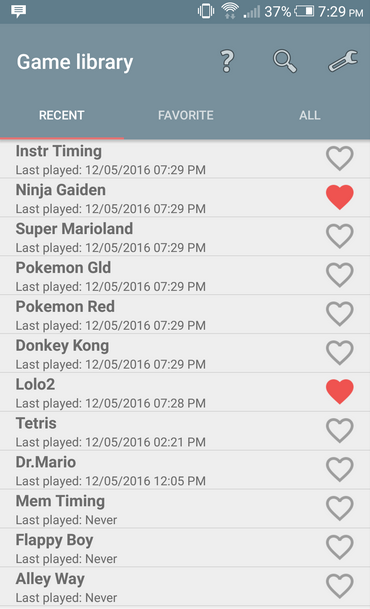 37% 7:29 PM
Game library
RECENT FAVORITE ALL
Instr Timing
Last played: 12/05/2016 07:29 PM
Ninja Gaiden
Last played: 12/05/2016 07:29 PM
Super Marioland
Last played: 12/05/2016 07:29 PM
Pokemon Gld
Last played: 12/05/2016 07:29 PM
Pokemon Red
Last played: 12/05/2016 07:29 PM
Donkey Kong
Last played: 12/05/2016 07:29 PM
Lolo2
Last played: 12/05/2016 07:28 PM
Tetris
Last played: 12/05/2016 02:21 PM
Dr.Mario
Last played: 12/05/2016 12:05 PM
Mem Timing
Last played: Never
Flappy Boy
Last played: Never
Alley Way
Last played: Never